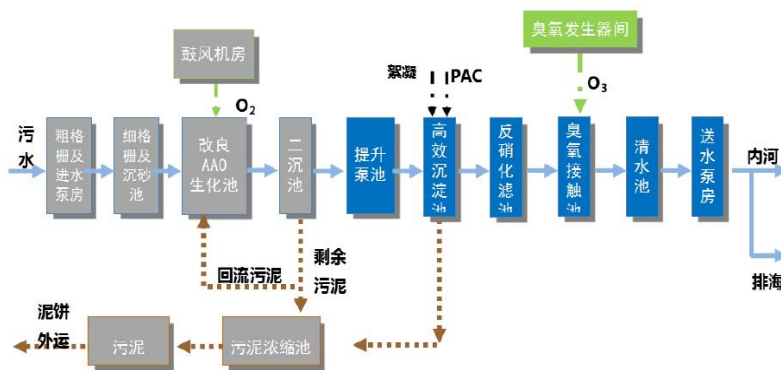 臭氧发生器间
鼓风机房
絮凝
PAC
O3
O2
污
水
粗格
栅及
进水
泵房
细格
栅及
沉砂
池
改良
AAO
生化池
二
沉
池
提升
泵池
高
效
沉
淀
池
反
硝
化
滤
池
臭
氧
接
触
池
清
水
池
送
水
泵
房
内河
排海
回流污泥
剩余
污泥
泥饼
外运
污泥
污泥浓缩池